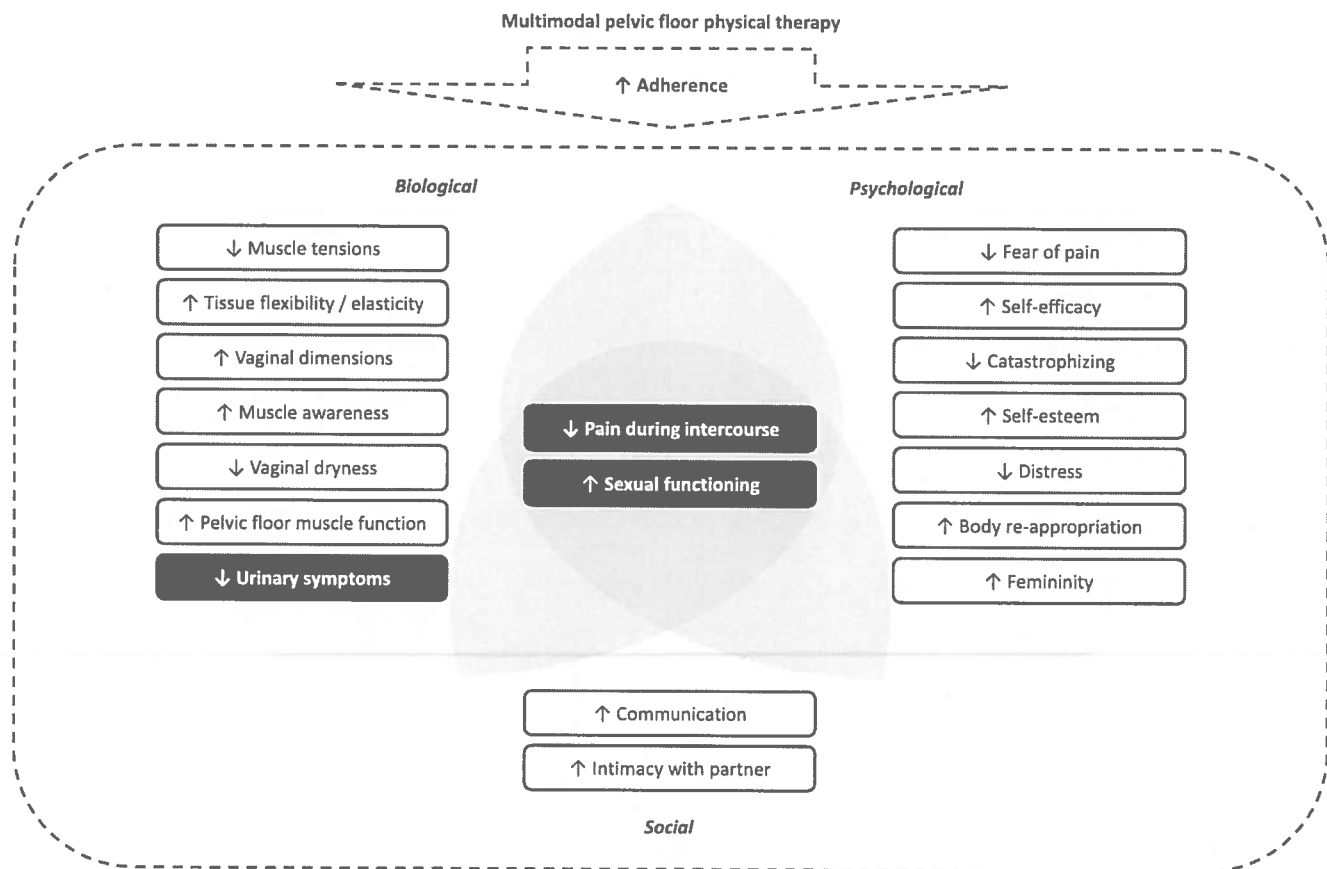 Multimodal pelvic floor physical therapy
↑ Adherence
Biological
↓ Muscle tensions
↑ Tissue flexibility / elasticity
↑ Vaginal dimensions
↑ Muscle awareness
↓ Vaginal dryness
↑ Pelvic floor muscle function
↓ Urinary symptoms
Psychological
↓ Fear of pain
↑ Self-efficacy
↓ Catastrophizing
↑ Self-esteem
↓ Distress
↑ Body re-appropriation
↑ Femininity
↓ Pain during intercourse
↑ Sexual functioning
↑ Communication
↑ Intimacy with partner
Social